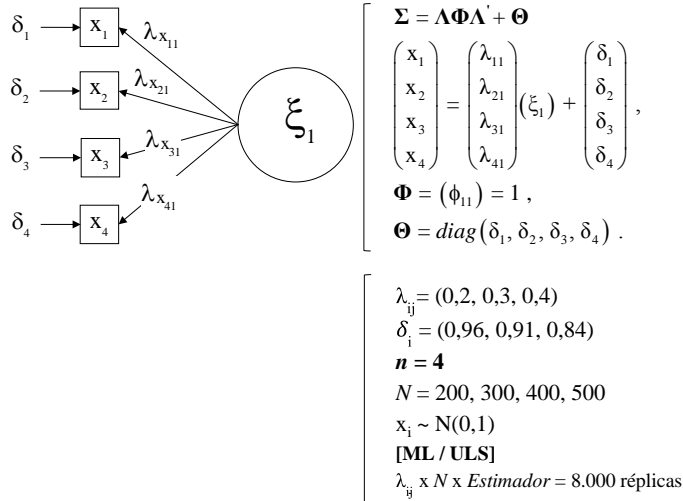 δ₁ x₁ λₓ₁₁
δ₂ x₂ λₓ₂₁
δ₃ x₃ λₓ₃₁
δ₄ x₄ λₓ₄₁
ξ₁
Σ = ΛΦΛ' + Θ
(x₁ x₂ x₃ x₄) = (λ₁₁ λ₂₁ λ₃₁ λ₄₁) (ξ₁) + (δ₁ δ₂ δ₃ δ₄) ,
Φ = (ϕ₁₁) = 1 ,
Θ = diag(δ₁, δ₂, δ₃, δ₄) .
λij = (0,2, 0,3, 0,4)
δi = (0,96, 0,91, 0,84)
n = 4
N = 200, 300, 400, 500
xi ~ N(0,1)
[ML / ULS]
λij x N x Estimador = 8.000 réplicas